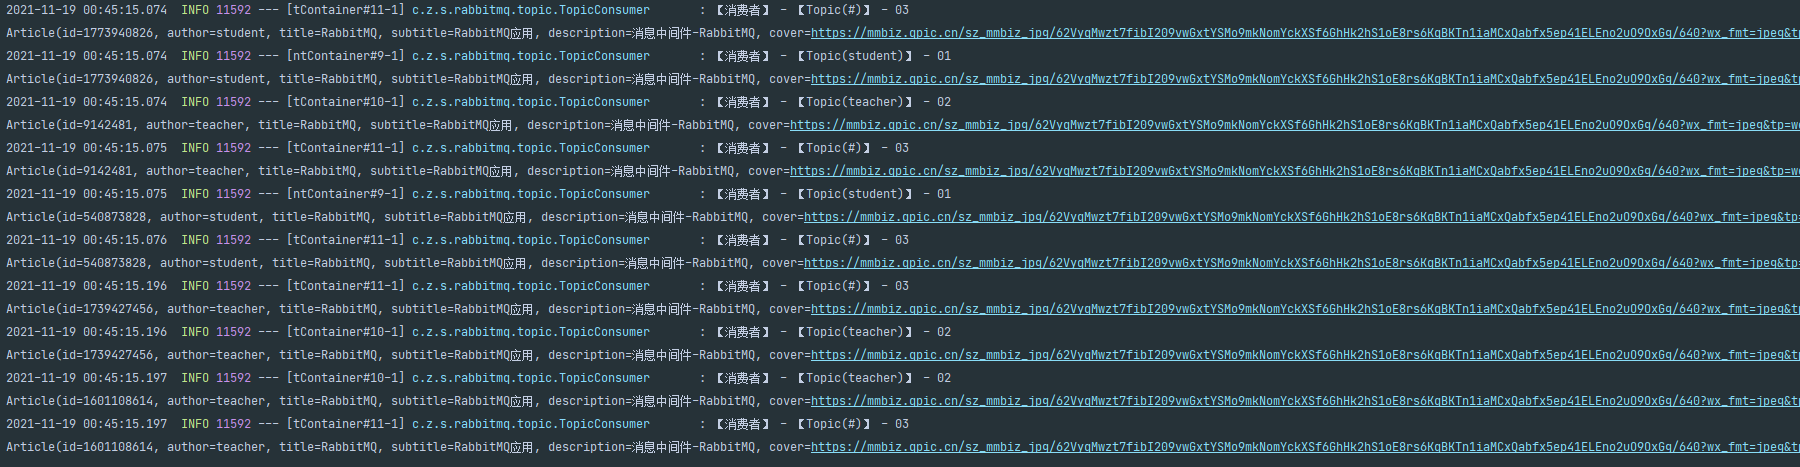 2021-11-19 00:45:15.074  INFO 11592 --- [tContainer#11-1] c.z.s.rabbitmq.topic.TopicConsumer       : 【消费者】 - 【Topic(#)】 - 03
Article(id=1773940826, author=student, title=RabbitMQ, subtitle=RabbitMQ应用, description=消息中间件-RabbitMQ, cover=https://mmbiz.qpic.cn/sz_mmbiz_jpg/62VyqMwzt7fibI209vwGxtYSMo9mkNomYckXSf6GhHk2hS1oE8rs6KqBKTn1iaMCxQabfx5ep41ELEno2uO9OxGq/640?wx_fmt=jpeg&t
2021-11-19 00:45:15.074  INFO 11592 --- [ntContainer#9-1] c.z.s.rabbitmq.topic.TopicConsumer       : 【消费者】 - 【Topic(student)】 - 01
Article(id=1773940826, author=student, title=RabbitMQ, subtitle=RabbitMQ应用, description=消息中间件-RabbitMQ, cover=https://mmbiz.qpic.cn/sz_mmbiz_jpg/62VyqMwzt7fibI209vwGxtYSMo9mkNomYckXSf6GhHk2hS1oE8rs6KqBKTn1iaMCxQabfx5ep41ELEno2uO9OxGq/640?wx_fmt=jpeg&t
2021-11-19 00:45:15.074  INFO 11592 --- [tContainer#10-1] c.z.s.rabbitmq.topic.TopicConsumer       : 【消费者】 - 【Topic(teacher)】 - 02
Article(id=9142481, author=teacher, title=RabbitMQ, subtitle=RabbitMQ应用, description=消息中间件-RabbitMQ, cover=https://mmbiz.qpic.cn/sz_mmbiz_jpg/62VyqMwzt7fibI209vwGxtYSMo9mkNomYckXSf6GhHk2hS1oE8rs6KqBKTn1iaMCxQabfx5ep41ELEno2uO9OxGq/640?wx_fmt=jpeg&tp=w
2021-11-19 00:45:15.075  INFO 11592 --- [tContainer#11-1] c.z.s.rabbitmq.topic.TopicConsumer       : 【消费者】 - 【Topic(#)】 - 03
Article(id=9142481, author=teacher, title=RabbitMQ, subtitle=RabbitMQ应用, description=消息中间件-RabbitMQ, cover=https://mmbiz.qpic.cn/sz_mmbiz_jpg/62VyqMwzt7fibI209vwGxtYSMo9mkNomYckXSf6GhHk2hS1oE8rs6KqBKTn1iaMCxQabfx5ep41ELEno2uO9OxGq/640?wx_fmt=jpeg&tp=w
2021-11-19 00:45:15.075  INFO 11592 --- [ntContainer#9-1] c.z.s.rabbitmq.topic.TopicConsumer       : 【消费者】 - 【Topic(student)】 - 01
Article(id=540873828, author=student, title=RabbitMQ, subtitle=RabbitMQ应用, description=消息中间件-RabbitMQ, cover=https://mmbiz.qpic.cn/sz_mmbiz_jpg/62VyqMwzt7fibI209vwGxtYSMo9mkNomYckXSf6GhHk2hS1oE8rs6KqBKTn1iaMCxQabfx5ep41ELEno2uO9OxGq/640?wx_fmt=jpeg&tp=
2021-11-19 00:45:15.076  INFO 11592 --- [tContainer#11-1] c.z.s.rabbitmq.topic.TopicConsumer       : 【消费者】 - 【Topic(#)】 - 03
Article(id=540873828, author=student, title=RabbitMQ, subtitle=RabbitMQ应用, description=消息中间件-RabbitMQ, cover=https://mmbiz.qpic.cn/sz_mmbiz_jpg/62VyqMwzt7fibI209vwGxtYSMo9mkNomYckXSf6GhHk2hS1oE8rs6KqBKTn1iaMCxQabfx5ep41ELEno2uO9OxGq/640?wx_fmt=jpeg&tp=
2021-11-19 00:45:15.196  INFO 11592 --- [tContainer#11-1] c.z.s.rabbitmq.topic.TopicConsumer       : 【消费者】 - 【Topic(#)】 - 03
Article(id=1739427456, author=teacher, title=RabbitMQ, subtitle=RabbitMQ应用, description=消息中间件-RabbitMQ, cover=https://mmbiz.qpic.cn/sz_mmbiz_jpg/62VyqMwzt7fibI209vwGxtYSMo9mkNomYckXSf6GhHk2hS1oE8rs6KqBKTn1iaMCxQabfx5ep41ELEno2uO9OxGq/640?wx_fmt=jpeg&t
2021-11-19 00:45:15.196  INFO 11592 --- [tContainer#10-1] c.z.s.rabbitmq.topic.TopicConsumer       : 【消费者】 - 【Topic(teacher)】 - 02
Article(id=1739427456, author=teacher, title=RabbitMQ, subtitle=RabbitMQ应用, description=消息中间件-RabbitMQ, cover=https://mmbiz.qpic.cn/sz_mmbiz_jpg/62VyqMwzt7fibI209vwGxtYSMo9mkNomYckXSf6GhHk2hS1oE8rs6KqBKTn1iaMCxQabfx5ep41ELEno2uO9OxGq/640?wx_fmt=jpeg&t
2021-11-19 00:45:15.197  INFO 11592 --- [tContainer#10-1] c.z.s.rabbitmq.topic.TopicConsumer       : 【消费者】 - 【Topic(teacher)】 - 02
Article(id=1601108614, author=teacher, title=RabbitMQ, subtitle=RabbitMQ应用, description=消息中间件-RabbitMQ, cover=https://mmbiz.qpic.cn/sz_mmbiz_jpg/62VyqMwzt7fibI209vwGxtYSMo9mkNomYckXSf6GhHk2hS1oE8rs6KqBKTn1iaMCxQabfx5ep41ELEno2uO9OxGq/640?wx_fmt=jpeg&t
2021-11-19 00:45:15.197  INFO 11592 --- [tContainer#11-1] c.z.s.rabbitmq.topic.TopicConsumer       : 【消费者】 - 【Topic(#)】 - 03
Article(id=1601108614, author=teacher, title=RabbitMQ, subtitle=RabbitMQ应用, description=消息中间件-RabbitMQ, cover=https://mmbiz.qpic.cn/sz_mmbiz_jpg/62VyqMwzt7fibI209vwGxtYSMo9mkNomYckXSf6GhHk2hS1oE8rs6KqBKTn1iaMCxQabfx5ep41ELEno2uO9OxGq/640?wx_fmt=jpeg&t